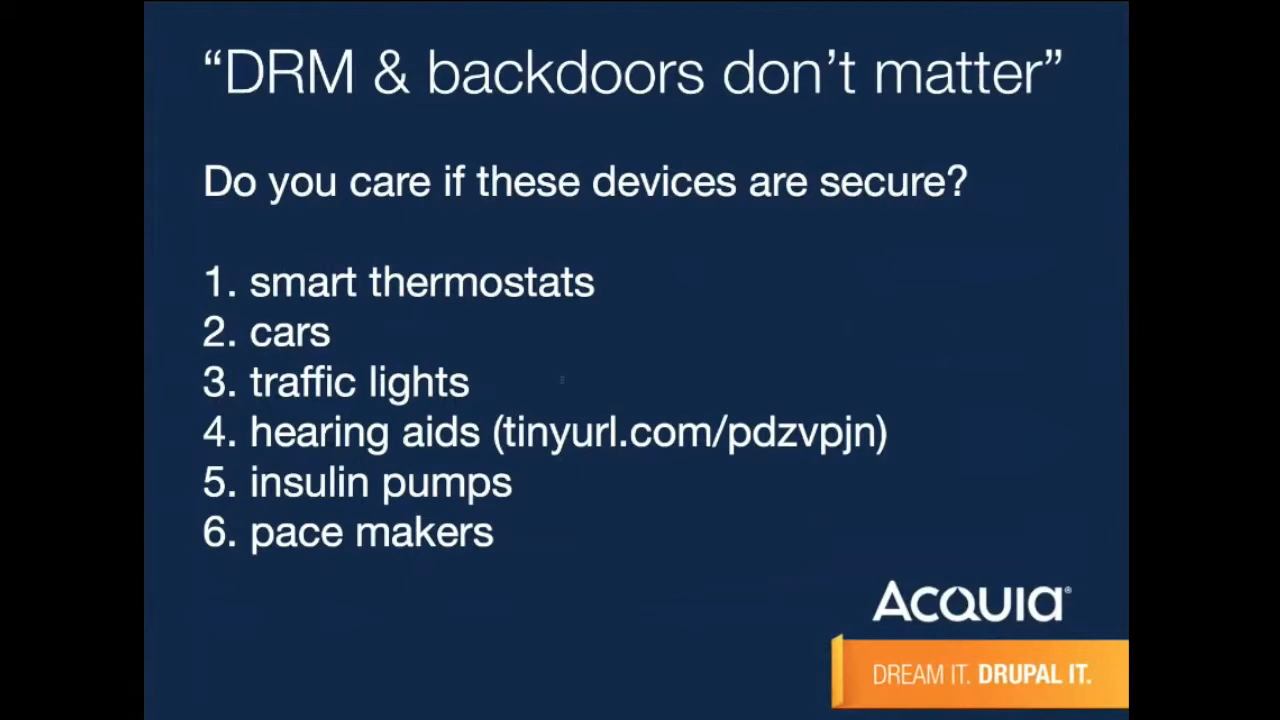 “DRM & backdoors don’t matter”
Do you care if these devices are secure?
1. smart thermostats
2. cars
3. traffic lights
4. hearing aids (tinyurl.com/pdzvpjn)
5. insulin pumps
6. pace makers
ACQUIA®
DREAM IT. DRUPAL IT.